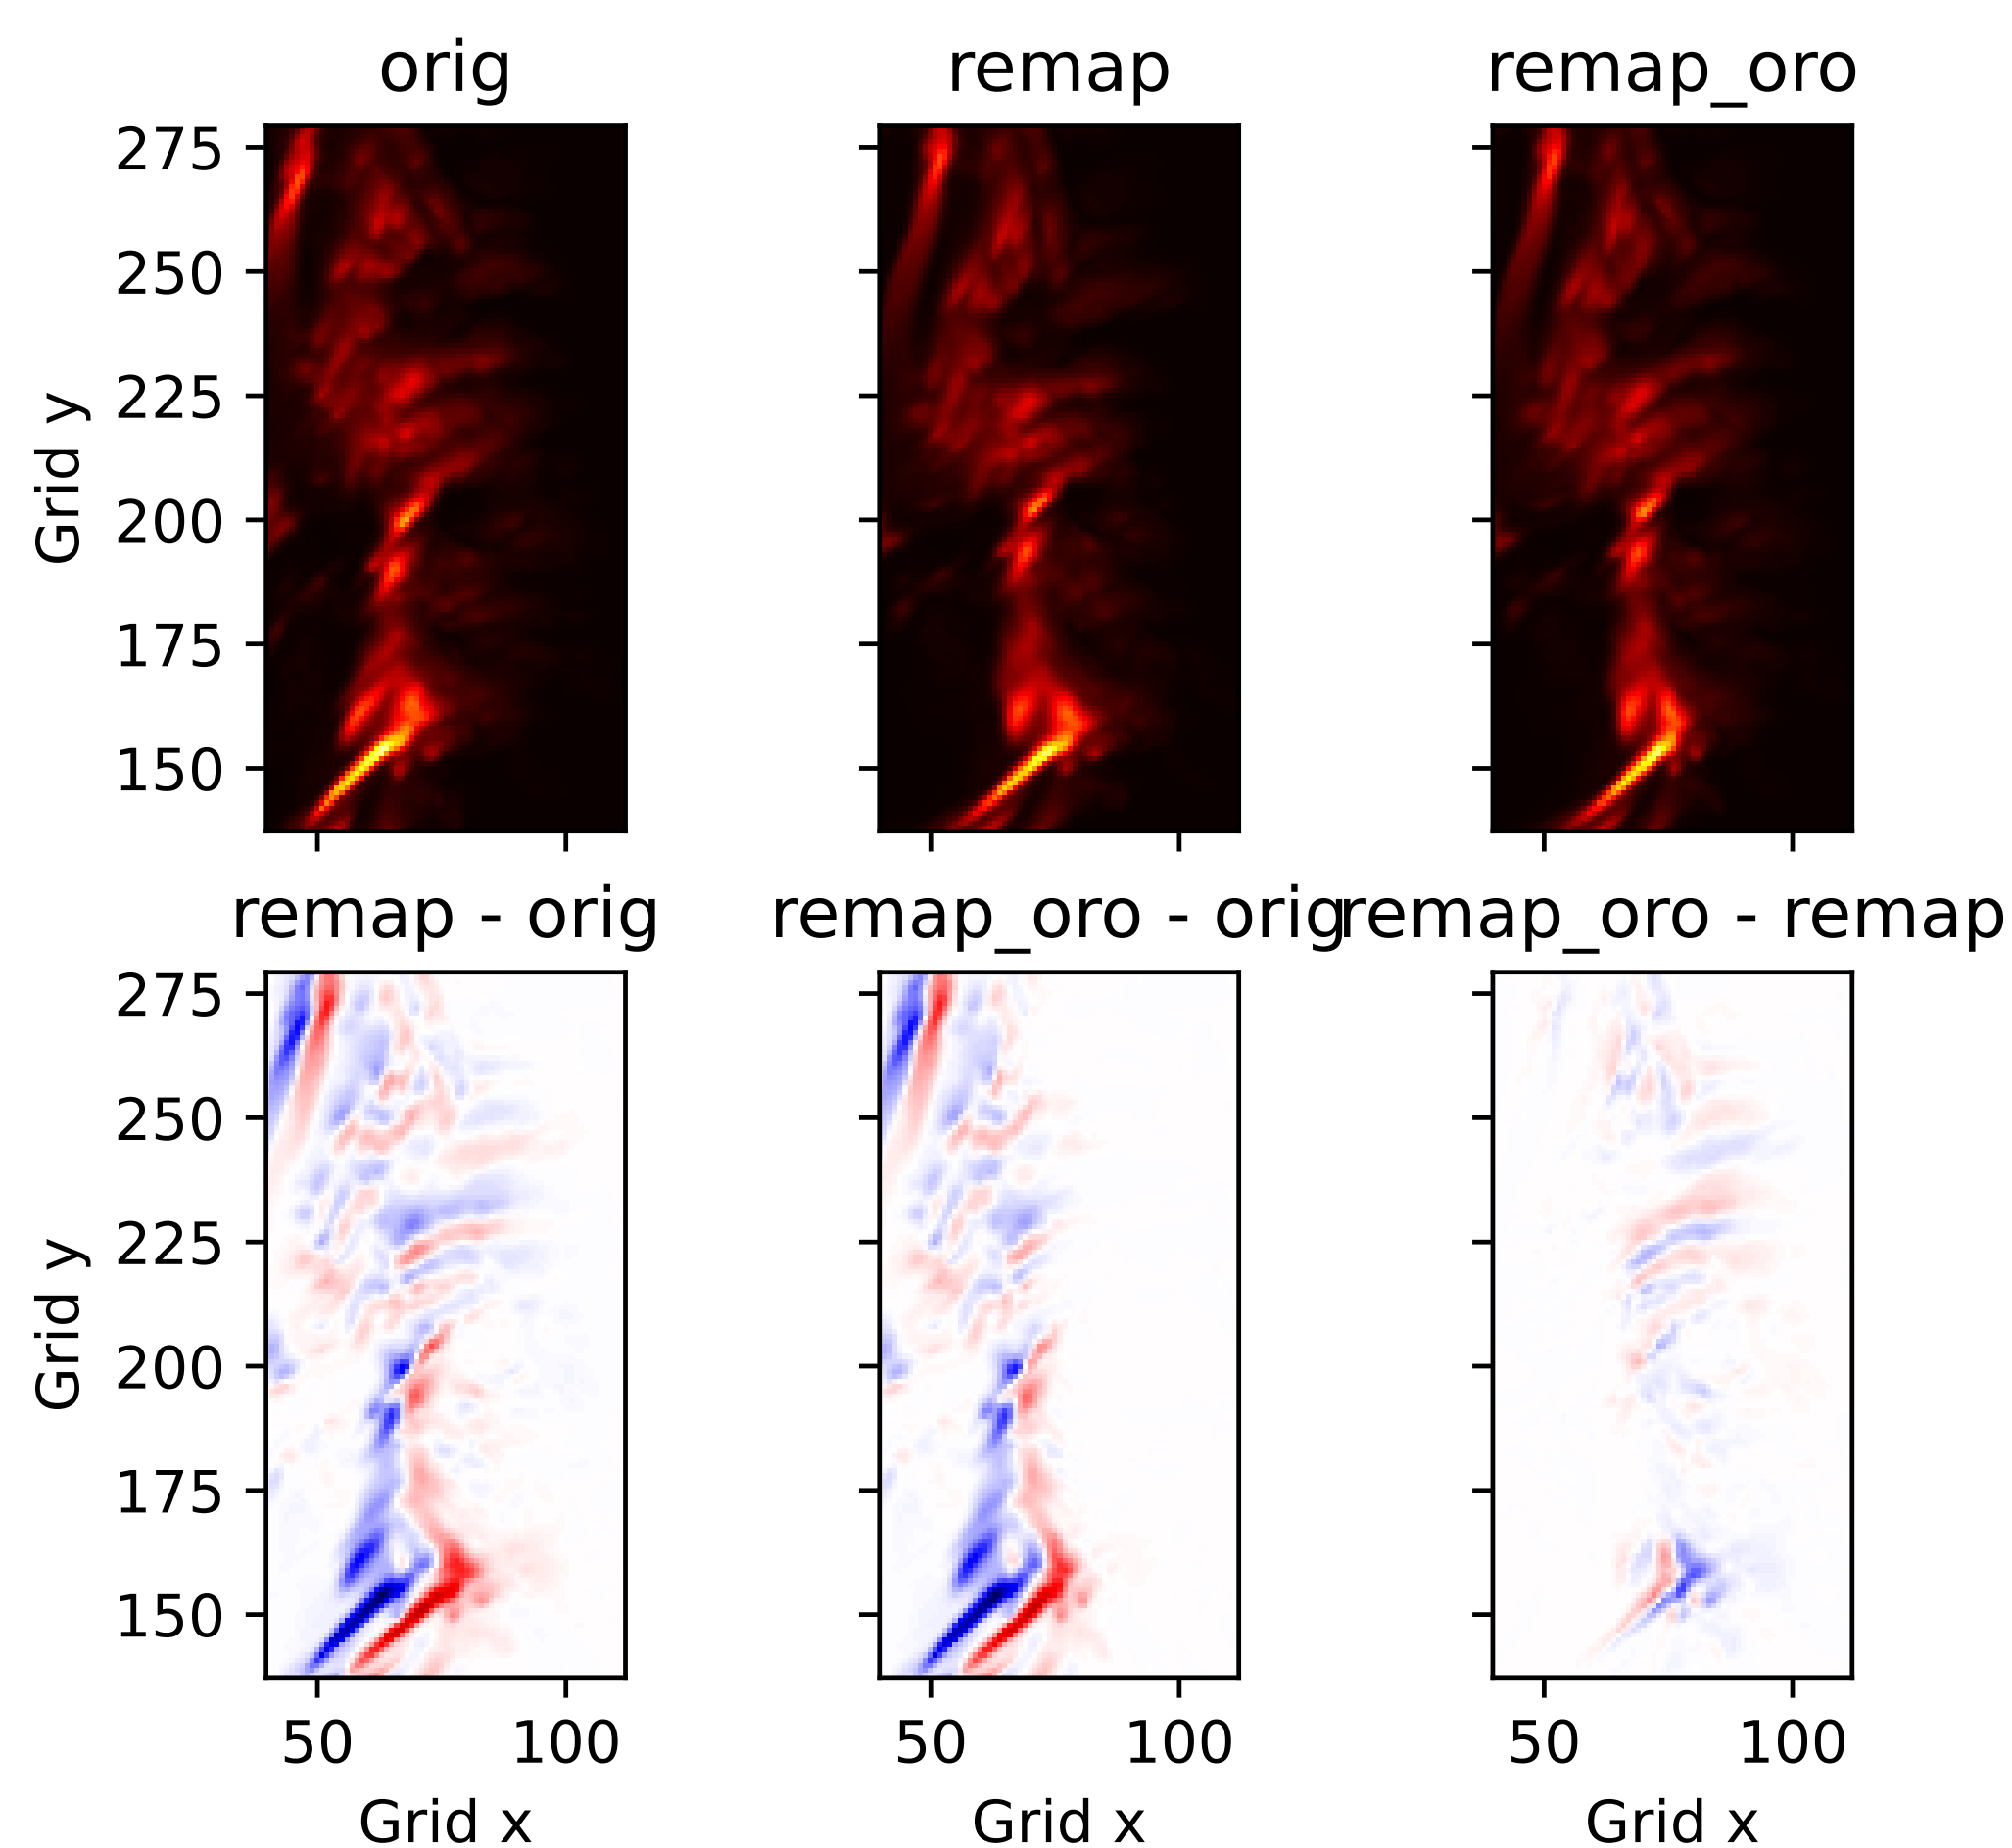 orig
remap
remap_oro
275
250
225
200
175
150
Grid y
remap - orig
remap_oro - orig
remap_oro - remap
275
250
225
200
175
150
Grid y
50 100
50 100
50 100
Grid x
Grid x
Grid x